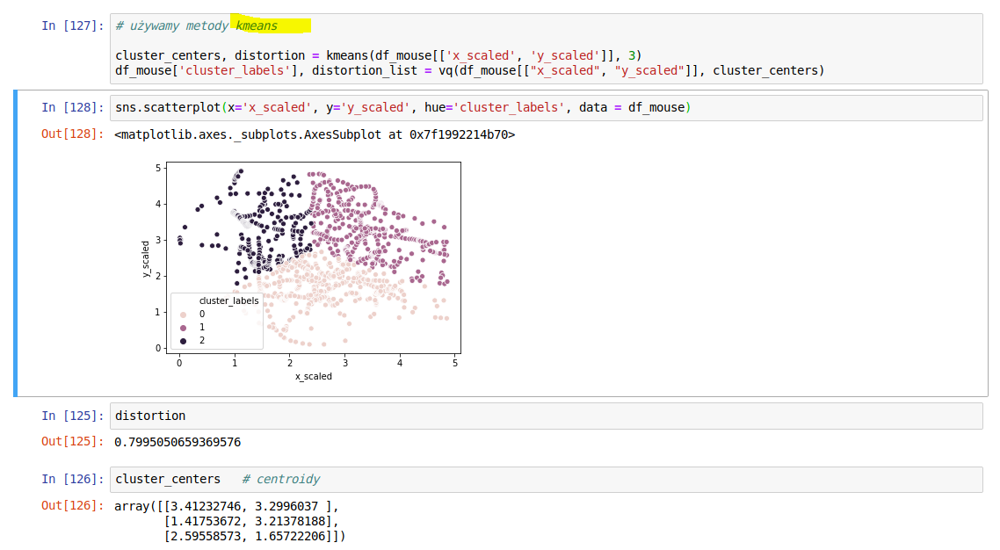 In [127]: # używamy metody kmeans
cluster_centers, distortion = kmeans(df_mouse[['x_scaled', 'y_scaled']], 3)
df_mouse['cluster_labels'], distortion_list = vq(df_mouse[["x_scaled", "y_scaled"]], cluster_centers)
In [128]: sns.scatterplot(x='x_scaled', y='y_scaled', hue='cluster_labels', data = df_mouse)
Out[128]: <matplotlib.axes._subplots.AxesSubplot at 0x7f1992214b70>
5
4
3
2
1
0
y_scaled
cluster_labels
0
1
2
0 1 2 3 4 5
x_scaled
In [125]: distortion
Out[125]: 0.7995050659369576
In [126]: cluster_centers # centroidy
Out[126]: array([[3.41232746, 3.2996037 ],
[1.41753672, 3.21378188],
[2.59558573, 1.65722206]])